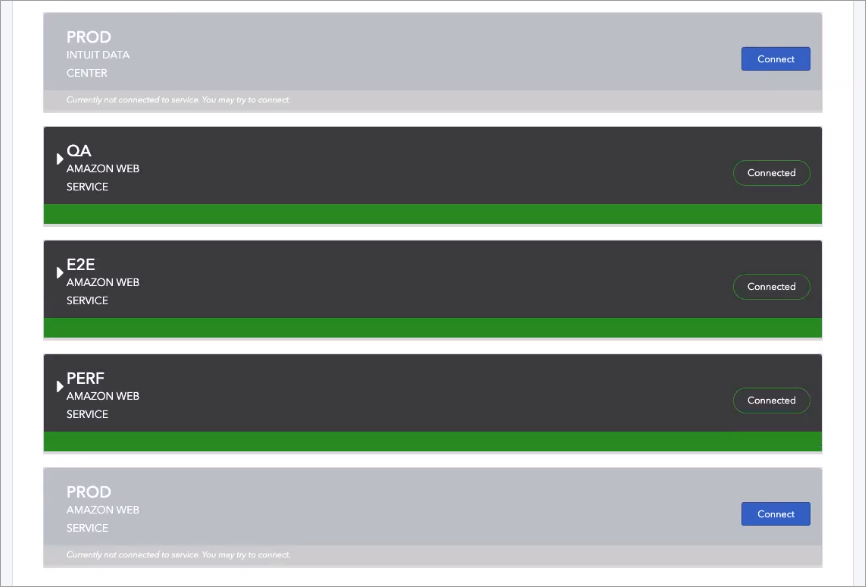 PROD
INTUIT DATA
CENTER
Connect
Currently not connected to service. You may try to connect.
QA
AMAZON WEB
SERVICE
Connected
E2E
AMAZON WEB
SERVICE
Connected
PERF
AMAZON WEB
SERVICE
Connected
PROD
AMAZON WEB
SERVICE
Connect
Currently not connected to service. You may try to connect.